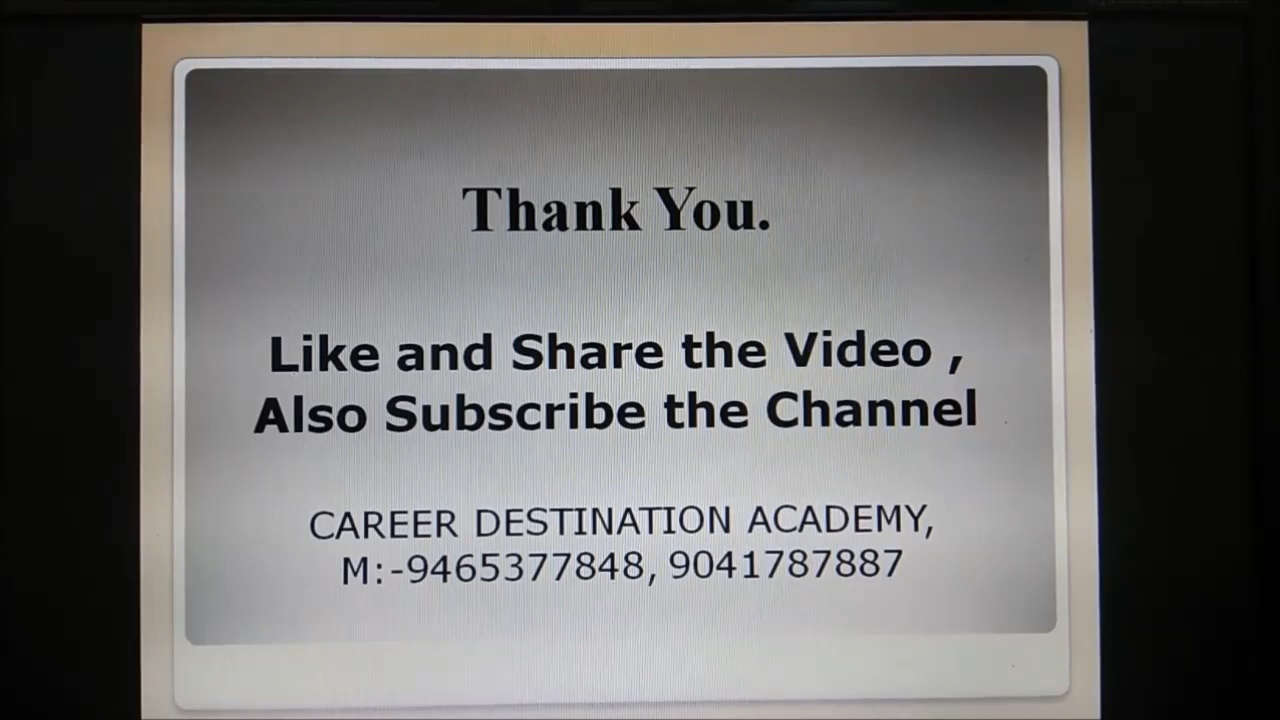 Thank You.
Like and Share the Video ,
Also Subscribe the Channel
CAREER DESTINATION ACADEMY,
M:-9465377848, 9041787887